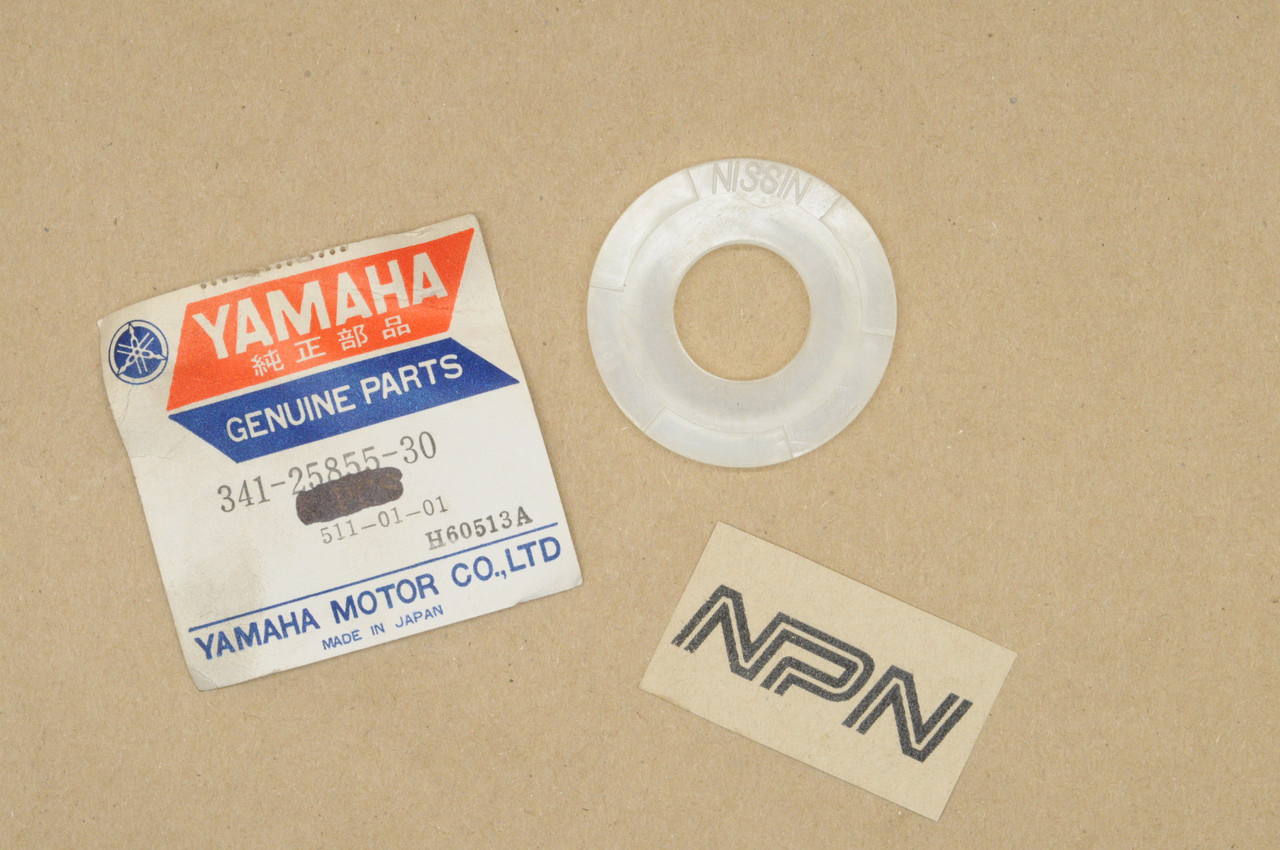 YAMAHA
純正部品
GENUINE PARTS
341-25855-30
511-01-01
H60513A
YAMAHA MOTOR CO.,LTD
MADE IN JAPAN
NISSIN
NPN